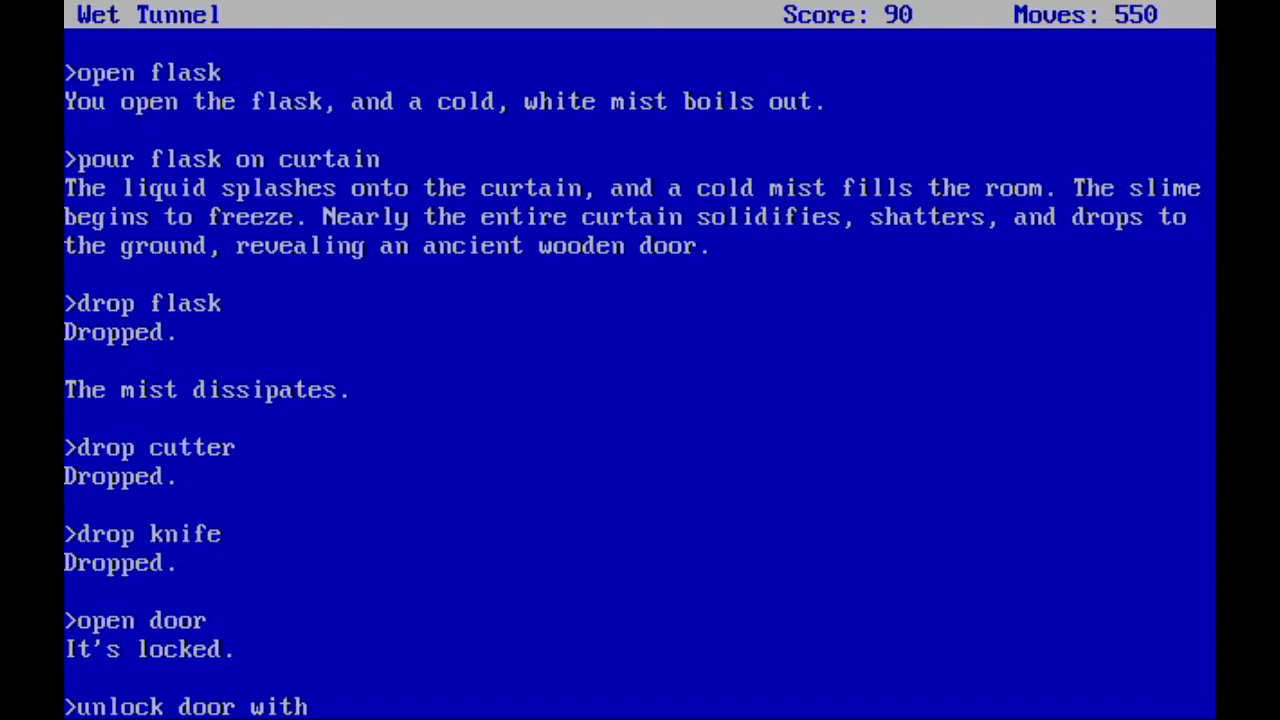 Wet Tunnel Score: 90 Moves: 550
>open flask
You open the flask, and a cold, white mist boils out.
>pour flask on curtain
The liquid splashes onto the curtain, and a cold mist fills the room. The slime
begins to freeze. Nearly the entire curtain solidifies, shatters, and drops to
the ground, revealing an ancient wooden door.
>drop flask
Dropped.
The mist dissipates.
>drop cutter
Dropped.
>drop knife
Dropped.
>open door
It's locked.
>unlock door with